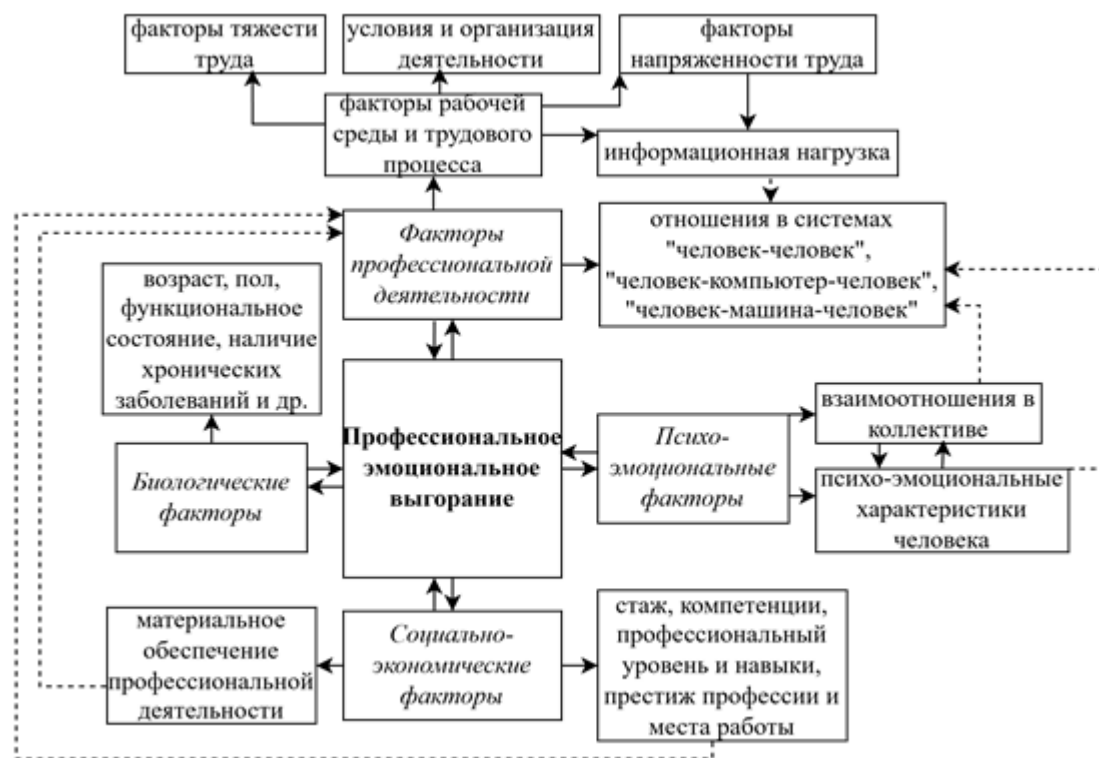 факторы тяжести
труда
условия и организация
деятельности
факторы
напряженности труда
факторы рабочей
среды и трудового
процесса
информационная нагрузка
Факторы
профессиональной
деятельности
отношения в системах
"человек-человек",
"человек-компьютер-человек",
"человек-машина-человек"
возраст, пол,
функциональное
состояние, наличие
хронических
заболеваний и др.
Биологические
факторы
Профессиональное
эмоциональное
выгорание
Психо-
эмоциональные
факторы
взаимоотношения в
коллективе
психо-эмоциональные
характеристики
человека
материальное
обеспечение
профессиональной
деятельности
Социально-
экономические
факторы
стаж, компетенции,
профессиональный
уровень и навыки,
престиж профессии и
места работы